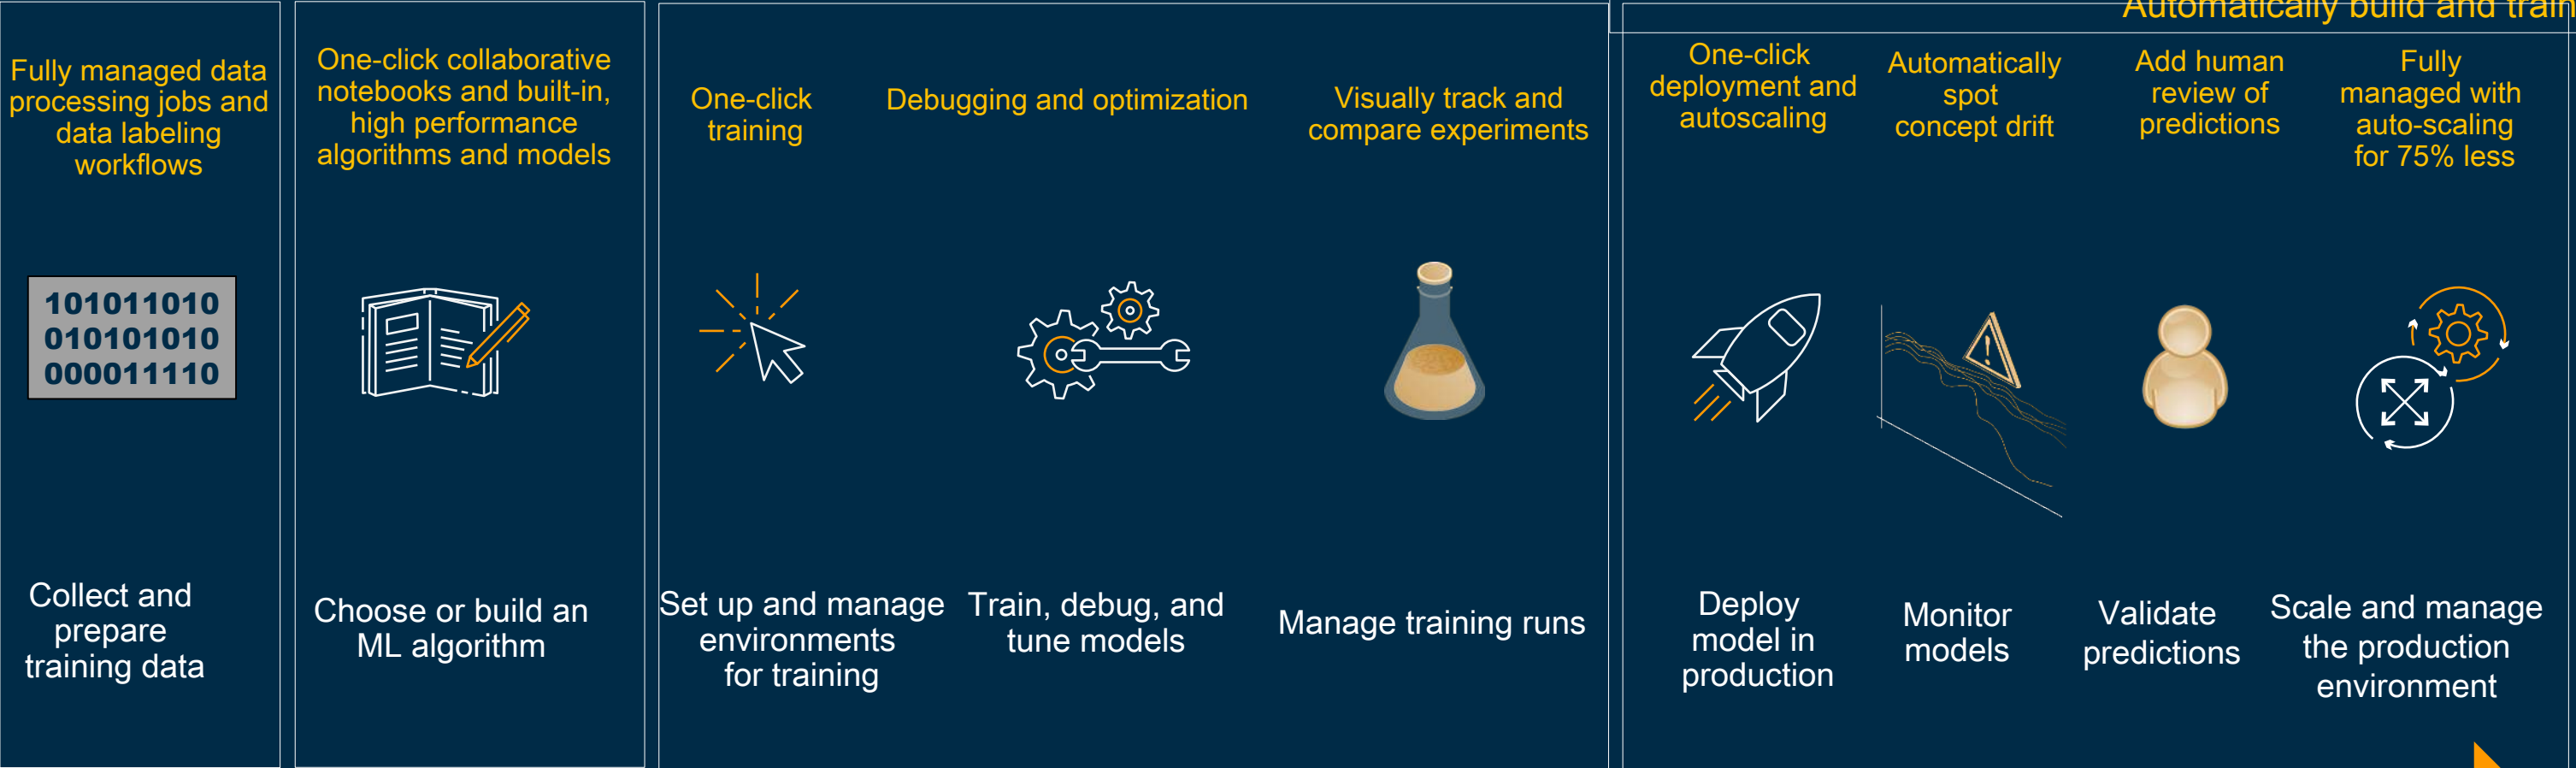 Automatically build and train
Fully managed data
processing jobs and
data labeling
workflows
One-click collaborative
notebooks and built-in,
high performance
algorithms and models
One-click
training
Debugging and optimization
Visually track and
compare experiments
One-click
deployment and
autoscaling
Automatically
spot
concept drift
Add human
review of
predictions
Fully
managed with
auto-scaling
for 75% less
101011010
010101010
000011110
Collect and
prepare
training data
Choose or build an
ML algorithm
Set up and manage
environments
for training
Train, debug, and
tune models
Manage training runs
Deploy
model in
production
Monitor
models
Validate
predictions
Scale and manage
the production
environment